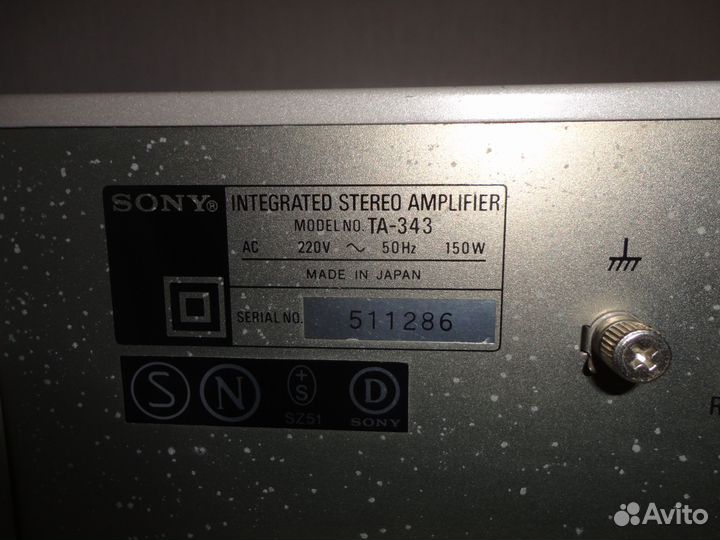 SONY® INTEGRATED STEREO AMPLIFIER
MODEL NO. TA-343
AC 220V ~ 50Hz 150W
MADE IN JAPAN
SERIAL NO. 511286
S N +S D
SZ51 SONY
R
Avito